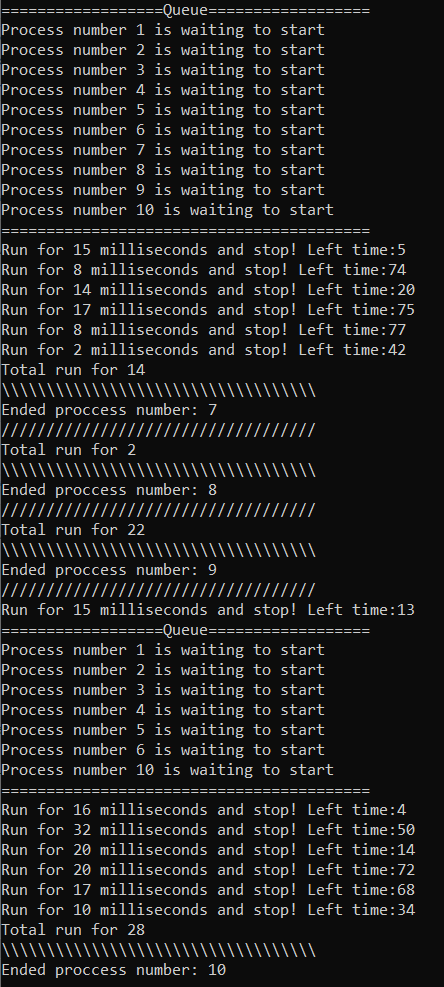 ==================Queue==================
Process number 1 is waiting to start
Process number 2 is waiting to start
Process number 3 is waiting to start
Process number 4 is waiting to start
Process number 5 is waiting to start
Process number 6 is waiting to start
Process number 7 is waiting to start
Process number 8 is waiting to start
Process number 9 is waiting to start
Process number 10 is waiting to start
=========================================
Run for 15 milliseconds and stop! Left time:5
Run for 8 milliseconds and stop! Left time:74
Run for 14 milliseconds and stop! Left time:20
Run for 17 milliseconds and stop! Left time:75
Run for 8 milliseconds and stop! Left time:77
Run for 2 milliseconds and stop! Left time:42
Total run for 14
\\\\\\\\\\\\\\\\\\\\\\\\\\\\\\\\\\\
Ended proccess number: 7
///////////////////////////////////
Total run for 2
\\\\\\\\\\\\\\\\\\\\\\\\\\\\\\\\\\\
Ended proccess number: 8
///////////////////////////////////
Total run for 22
\\\\\\\\\\\\\\\\\\\\\\\\\\\\\\\\\\\
Ended proccess number: 9
///////////////////////////////////
Run for 15 milliseconds and stop! Left time:13
==================Queue==================
Process number 1 is waiting to start
Process number 2 is waiting to start
Process number 3 is waiting to start
Process number 4 is waiting to start
Process number 5 is waiting to start
Process number 6 is waiting to start
Process number 10 is waiting to start
=========================================
Run for 16 milliseconds and stop! Left time:4
Run for 32 milliseconds and stop! Left time:50
Run for 20 milliseconds and stop! Left time:14
Run for 20 milliseconds and stop! Left time:72
Run for 17 milliseconds and stop! Left time:68
Run for 10 milliseconds and stop! Left time:34
Total run for 28
\\\\\\\\\\\\\\\\\\\\\\\\\\\\\\\\\\\
Ended proccess number: 10